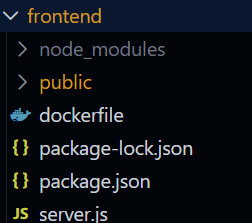 frontend
node_modules
public
dockerfile
package-lock.json
package.json
server.js